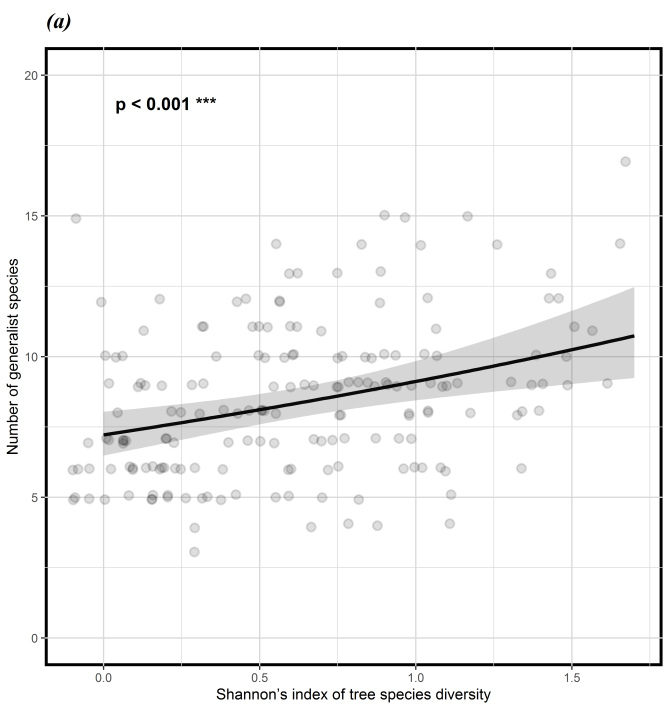 (a)
20
p < 0.001 ***
15
10
5
0
Number of generalist species
0.0 0.5 1.0 1.5
Shannon's index of tree species diversity